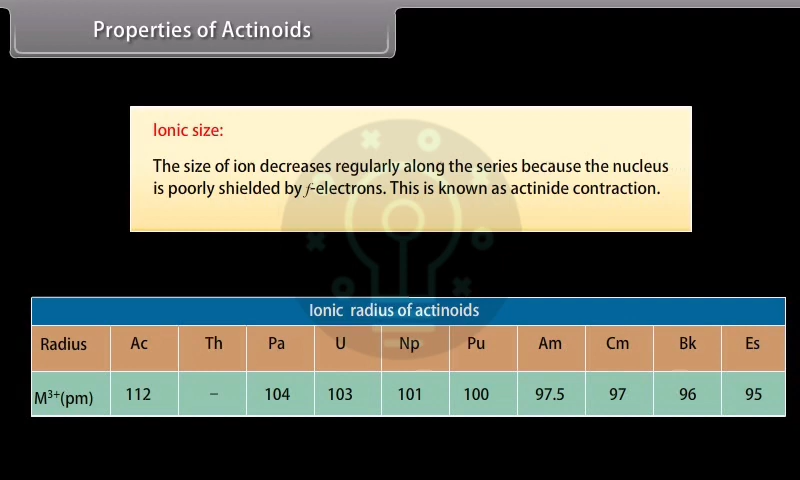 Properties of Actinoids
Ionic size:
The size of ion decreases regularly along the series because the nucleus
is poorly shielded by f-electrons. This is known as actinide contraction.
Ionic radius of actinoids
Radius Ac Th Pa U Np Pu Am Cm Bk Es
M³⁺(pm) 112 – 104 103 101 100 97.5 97 96 95